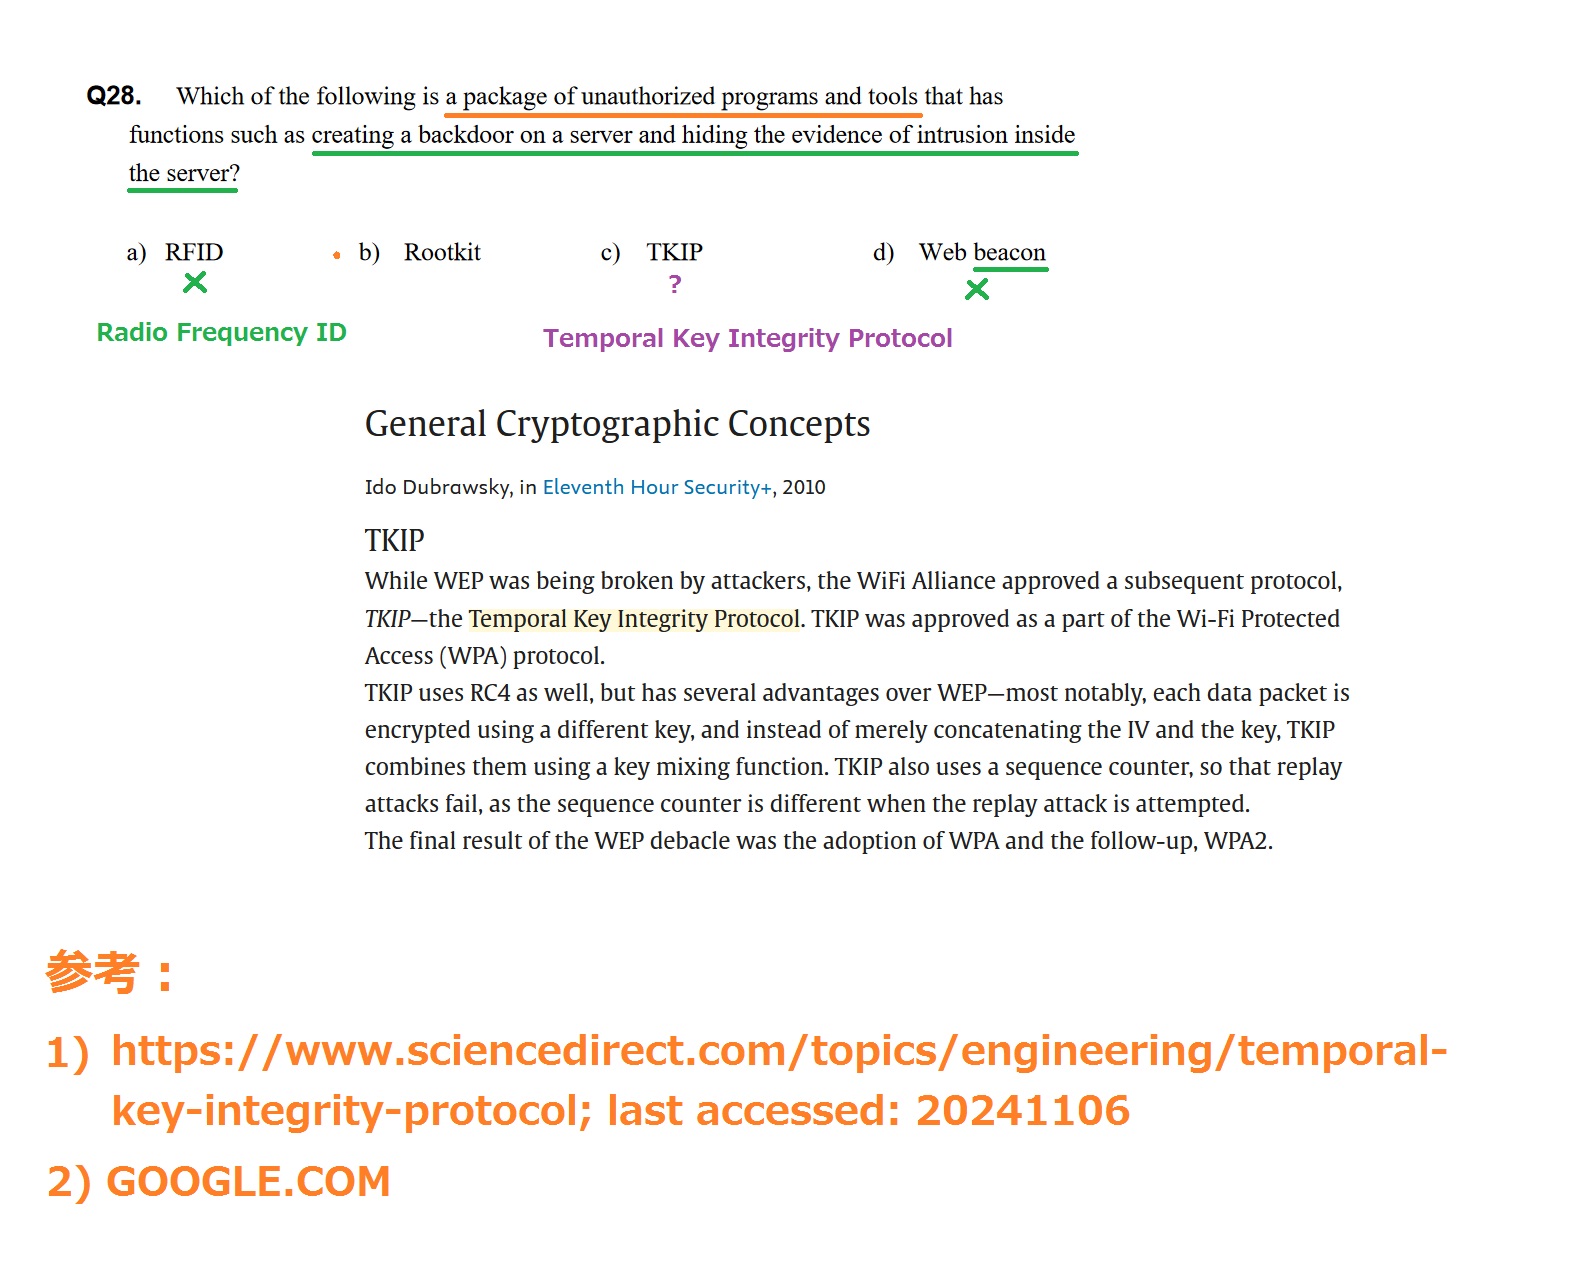 Q28. Which of the following is a package of unauthorized programs and tools that has
functions such as creating a backdoor on a server and hiding the evidence of intrusion inside
the server?
a) RFID b) Rootkit c) TKIP d) Web beacon
?
Radio Frequency ID Temporal Key Integrity Protocol
General Cryptographic Concepts
Ido Dubrawsky, in Eleventh Hour Security+, 2010
TKIP
While WEP was being broken by attackers, the WiFi Alliance approved a subsequent protocol,
TKIP—the Temporal Key Integrity Protocol. TKIP was approved as a part of the Wi-Fi Protected
Access (WPA) protocol.
TKIP uses RC4 as well, but has several advantages over WEP—most notably, each data packet is
encrypted using a different key, and instead of merely concatenating the IV and the key, TKIP
combines them using a key mixing function. TKIP also uses a sequence counter, so that replay
attacks fail, as the sequence counter is different when the replay attack is attempted.
The final result of the WEP debacle was the adoption of WPA and the follow-up, WPA2.
参考：
1) https://www.sciencedirect.com/topics/engineering/temporal-
key-integrity-protocol; last accessed: 20241106
2) GOOGLE.COM